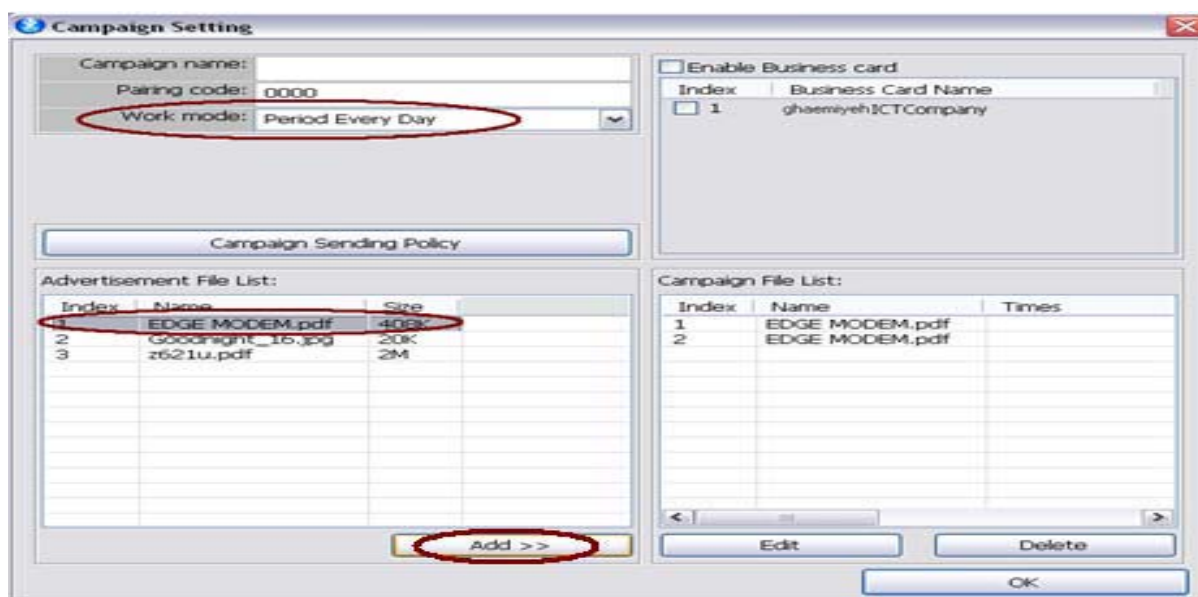 Campaign Setting
Campaign name:
Pairing code: 0000
Work mode: Period Every Day
Enable Business card
Index Business Card Name
1 ghaemiyehICTCompany
Campaign Sending Policy
Advertisement File List:
Index Name Size
1 EDGE MODEM.pdf 408K
2 Goodnight_16.jpg 20K
3 z621u.pdf 2M
Add >>
Campaign File List:
Index Name Times
1 EDGE MODEM.pdf
2 EDGE MODEM.pdf
Edit
Delete
OK